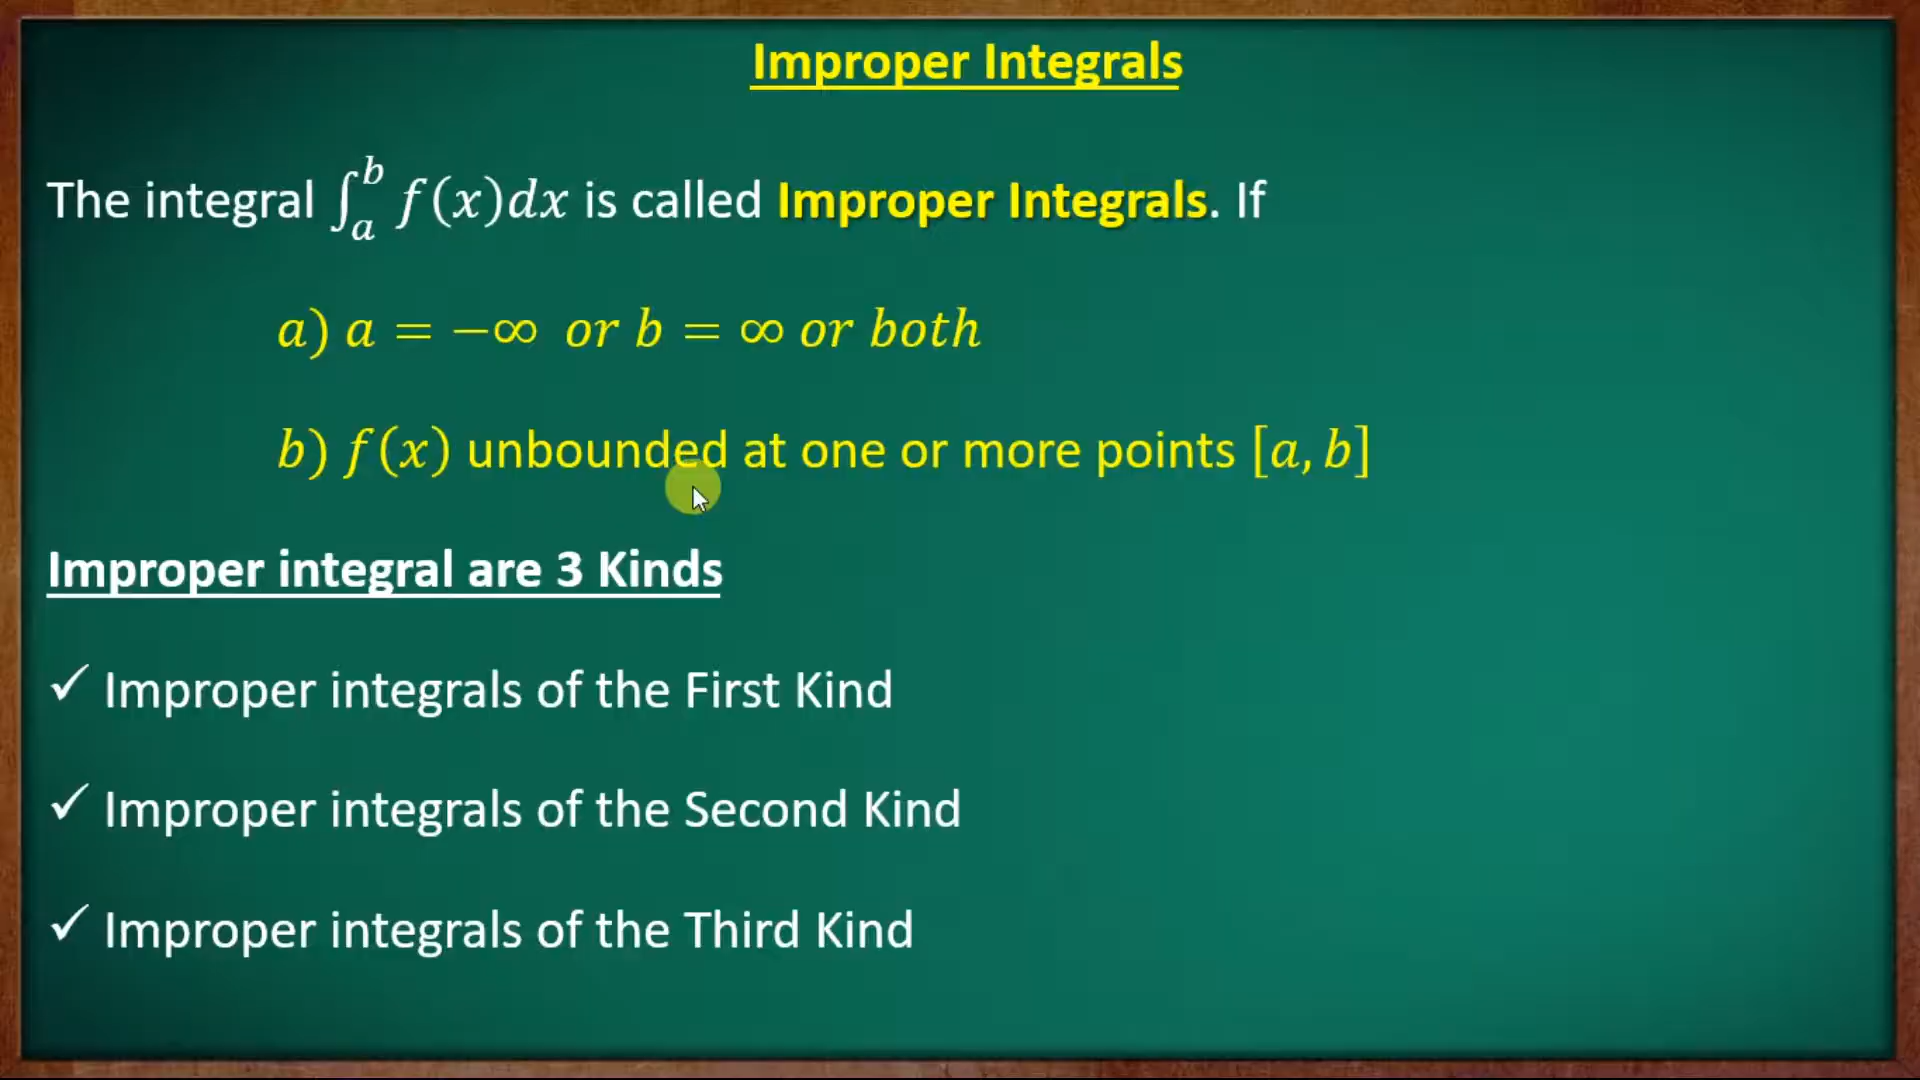 Improper Integrals
The integral ∫_a^b f(x)dx is called Improper Integrals. If
a) a = −∞ or b = ∞ or both
b) f(x) unbounded at one or more points [a, b]
Improper integral are 3 Kinds
✓ Improper integrals of the First Kind
✓ Improper integrals of the Second Kind
✓ Improper integrals of the Third Kind